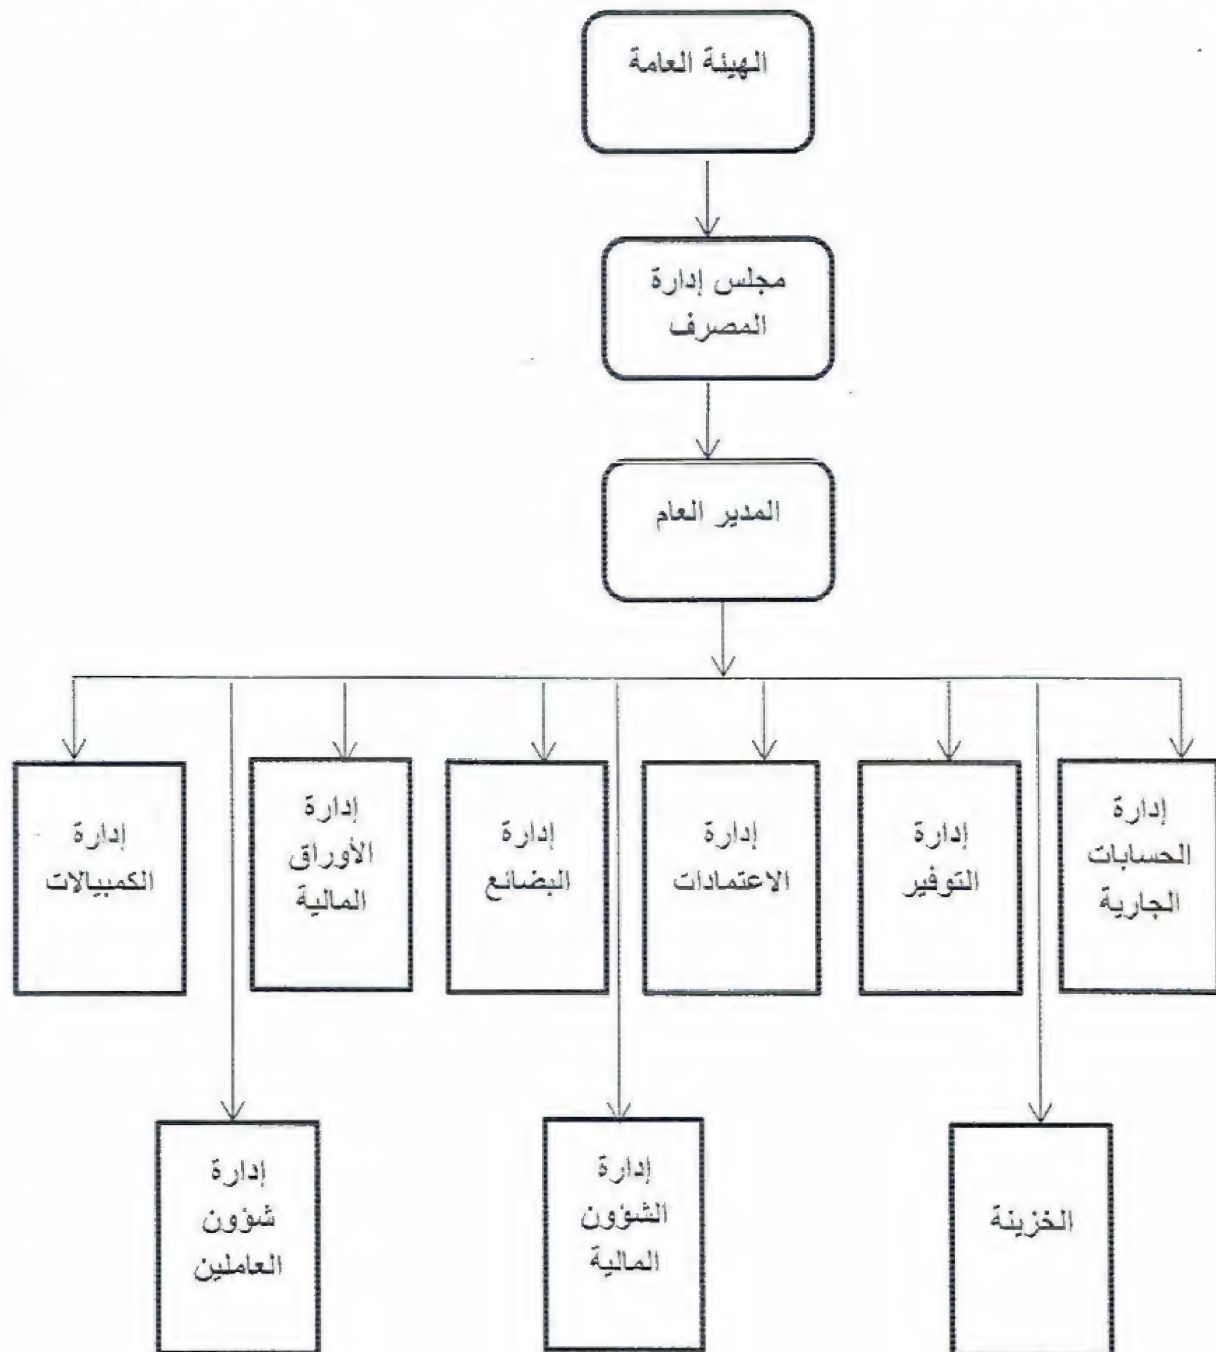 الهيئة العامة
مجلس إدارة
المصرف
المدير العام
إدارة
الحسابات
الجارية
إدارة
التوفير
إدارة
الاعتمادات
إدارة
البضائع
إدارة
الأوراق
المالية
إدارة
الكمبيالات
الخزينة
إدارة
الشؤون
المالية
إدارة
شؤون
العاملين